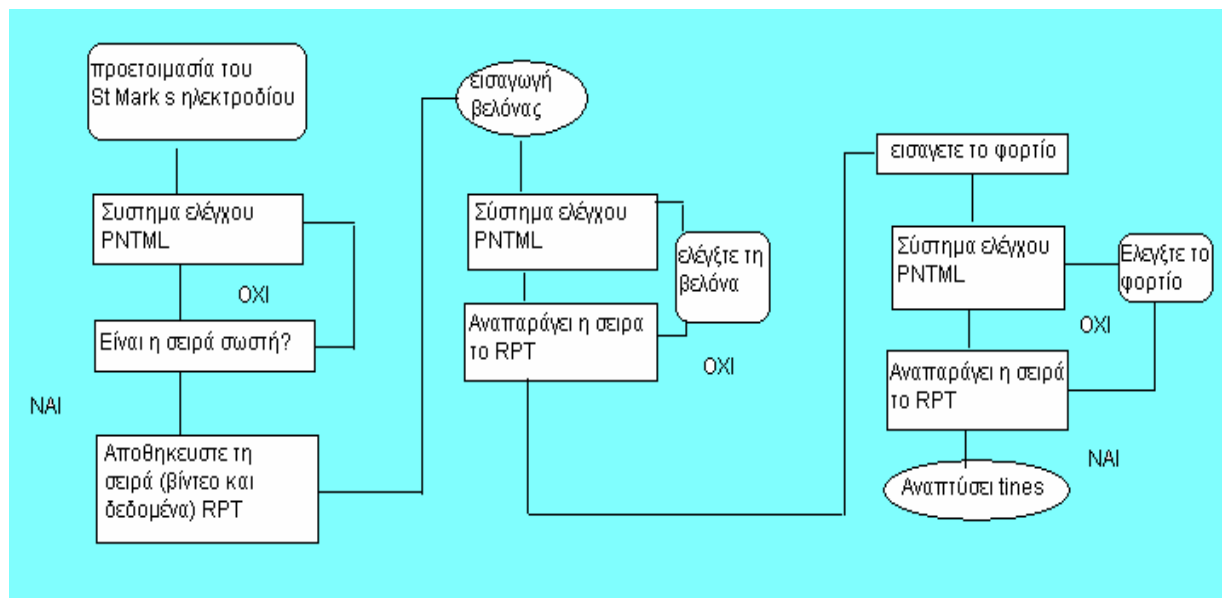 προετοιμασία του
St Mark s ηλεκτροδίου
Συστημα ελέγχου
PNTML
ΟΧΙ
Είναι η σειρά σωστή?
ΝΑΙ
Αποθηκευστε τη
σειρά (βίντεο και
δεδομένα) RPT
εισαγωγή
βελόνας
Σύστημα ελέγχου
PNTML
ελέγξτε τη
βελόνα
Αναπαράγει η σειρα
το RPT
ΟΧΙ
εισαγετε το φορτίο
Σύστημα ελέγχου
PNTML
Ελεγξτε το
φορτίο
ΟΧΙ
Αναπαράγει η σειρά
το RPT
ΝΑΙ
Αναπτύσει tines